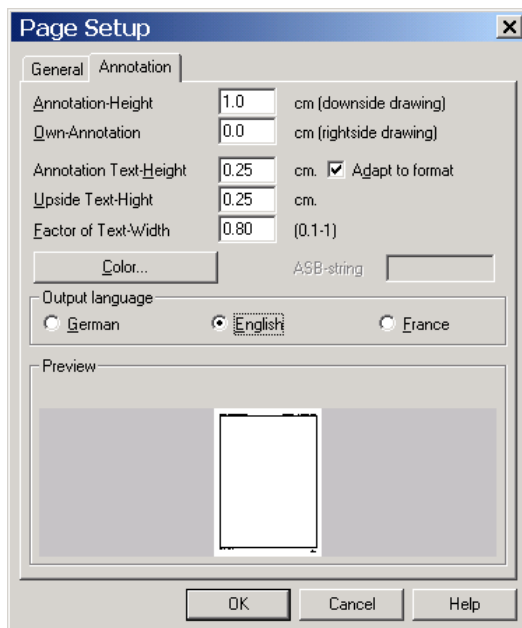 Page Setup
General Annotation
Annotation-Height 1.0 cm (downside drawing)
Own-Annotation 0.0 cm (rightside drawing)
Annotation Text-Height 0.25 cm. Adapt to format
Upside Text-Hight 0.25 cm.
Factor of Text-Width 0.80 (0.1-1)
Color... ASB-string
Output language
German English France
Preview
OK Cancel Help